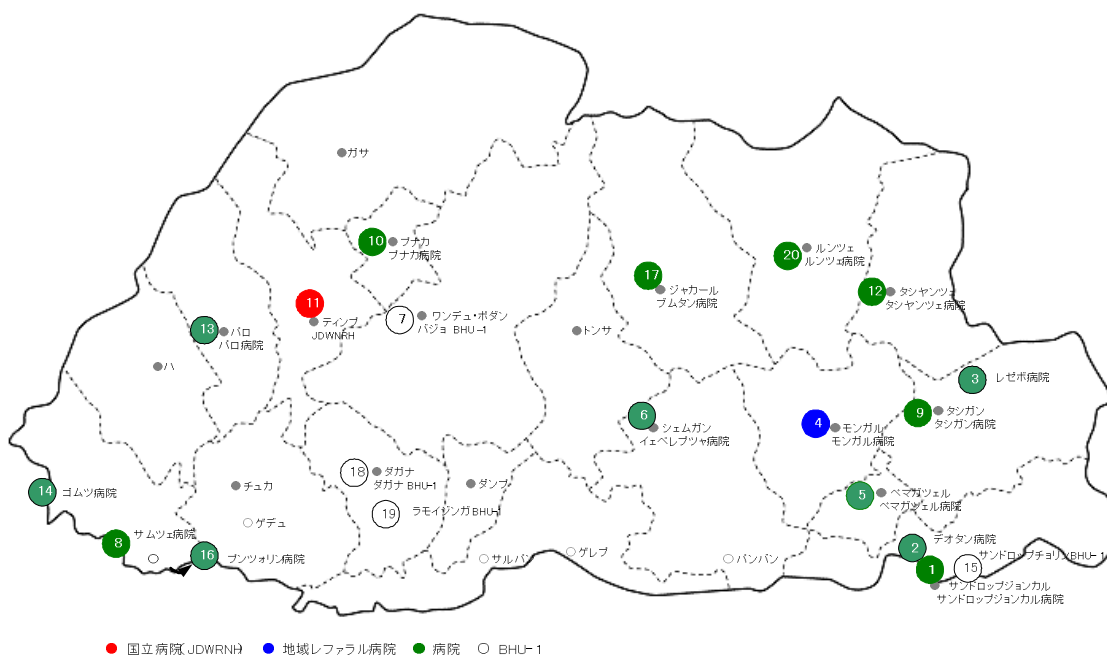 ガサ
10
プナカ
プナカ病院
20
ルンツェ
ルンツェ病院
17
ジャカール
ブムタン病院
12
タシヤンツェ
タシヤンツェ病院
11
ティンプ
JDWNRH
7
ワンデュ・ポダン
バジョ BHU-1
13
パロ
パロ病院
トンサ
ハ
3
レゼボ病院
6
シェムガン
イェベレプツャ病院
4
モンガル
モンガル病院
9
タシガン
タシガン病院
14
ゴムツ病院
チュカ
18
ダガナ
ダガナ BHU-1
ダンプ
5
ペマガツェル
ペマガツェル病院
19
ラモイジンガ BHU-1
ゲデュ
8
サムツェ病院
16
プンツォリン病院
サルパン
ゲレプ
バンバン
2
デオタン病院
1
15
サンドロップチョリンBHU-1
サンドロップジョンカル
サンドロップジョンカル病院
国立病院(JDWRNH)
地域レファラル病院
病院
BHU-1